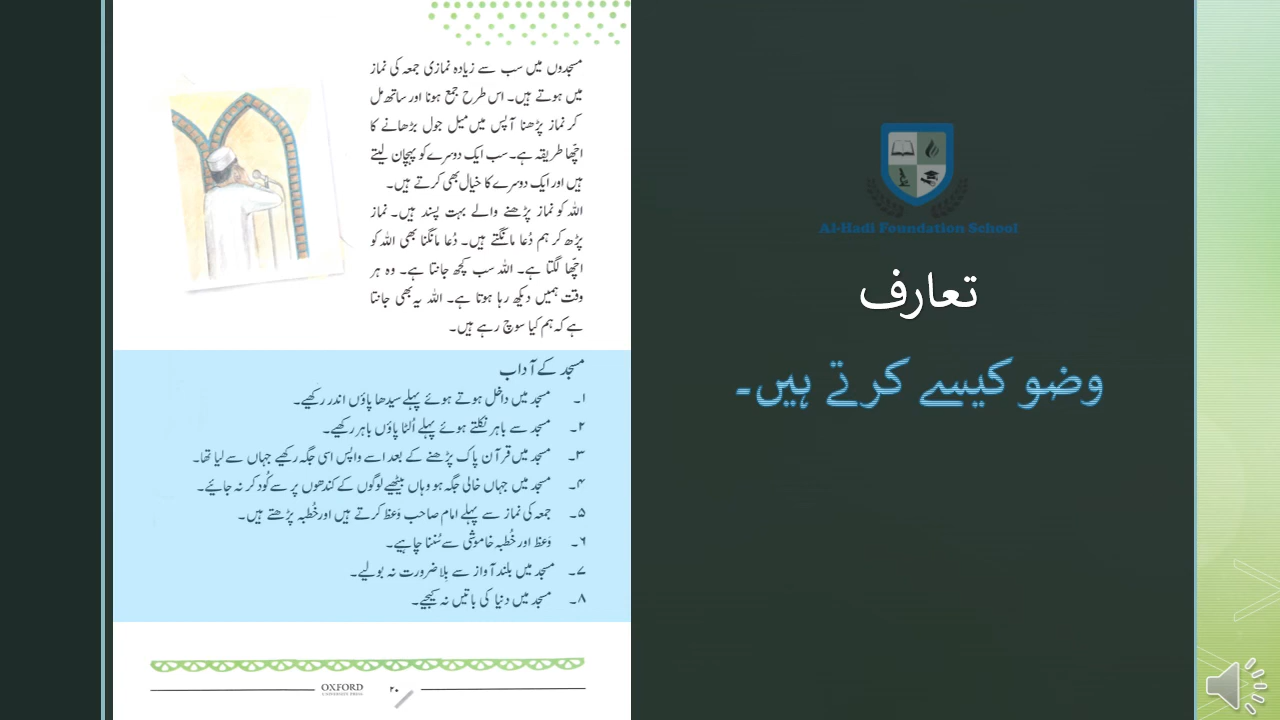 مسجدوں میں سب سے زیادہ نمازی جمعہ کی نماز
میں ہوتے ہیں۔ اس طرح جمع ہونا اور ساتھ مل
کر نماز پڑھنا آپس میں میل جول بڑھانے کا
اچّھا طریقہ ہے۔ سب ایک دوسرے کو پہچان لیتے
ہیں اور ایک دوسرے کا خیال بھی کرتے ہیں۔
اللہ کو نماز پڑھنے والے بہت پسند ہیں۔ نماز
پڑھ کر ہم دُعا مانگتے ہیں۔ دُعا مانگنا بھی اللہ کو
اچّھا لگتا ہے۔ اللہ سب کچھ جانتا ہے۔ وہ ہر
وقت ہمیں دیکھ رہا ہوتا ہے۔ اللہ یہ بھی جانتا
ہے کہ ہم کیا سوچ رہے ہیں۔
مسجد کے آداب
۱۔ مسجد میں داخل ہوتے ہوئے پہلے سیدھا پاؤں اندر رکھیے۔
۲۔ مسجد سے باہر نکلتے ہوئے پہلے اُلٹا پاؤں باہر رکھیے۔
۳۔ مسجد میں قرآن پاک پڑھنے کے بعد اسے واپس اسی جگہ رکھیے جہاں سے لیا تھا۔
۴۔ مسجد میں جہاں خالی جگہ ہو وہاں بیٹھیے لوگوں کے کندھوں پر سے کُود کر نہ جائیے۔
۵۔ جمعہ کی نماز سے پہلے امام صاحب وَعظ کرتے ہیں اور خُطبہ پڑھتے ہیں۔
۶۔ وَعظ اور خُطبہ خاموشی سے سُننا چاہیے۔
۷۔ مسجد میں بلند آواز سے بِلا ضرورت نہ بولیے۔
۸۔ مسجد میں دنیا کی باتیں نہ کیجیے۔
OXFORD
UNIVERSITY PRESS
۲۰
Al-Hadi Foundation School
تعارف
وضو کیسے کرتے ہیں۔